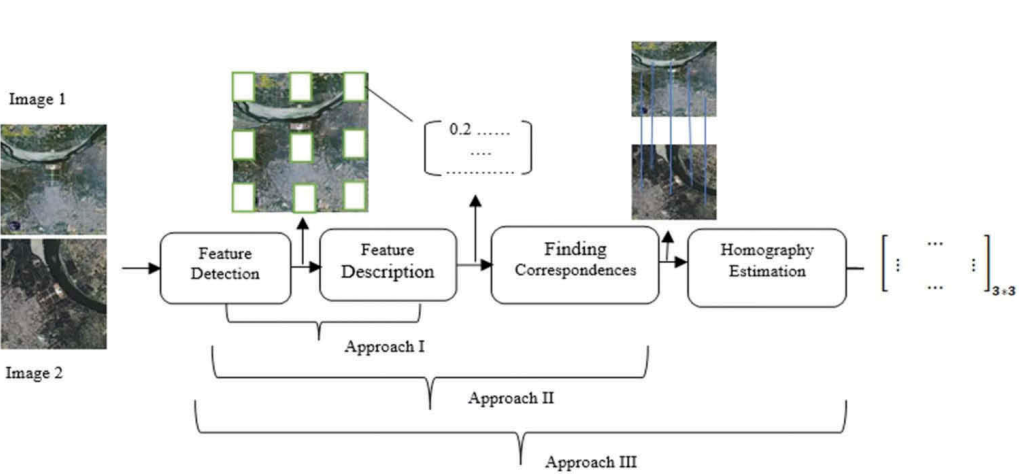 Image 1
0.2 ......
....
............
Feature
Detection
Feature
Description
Finding
Correspondences
Homography
Estimation
...
⋮ ⋮
...
3*3
Approach I
Image 2
Approach II
Approach III